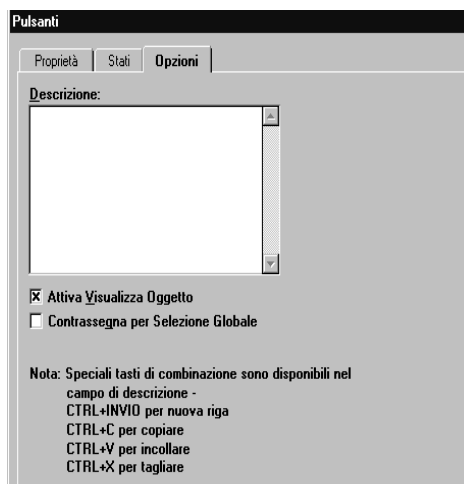 Pulsanti
Proprietà Stati Opzioni
Descrizione:
Attiva Visualizza Oggetto
Contrassegna per Selezione Globale
Nota: Speciali tasti di combinazione sono disponibili nel
campo di descrizione -
CTRL+INVIO per nuova riga
CTRL+C per copiare
CTRL+V per incollare
CTRL+X per tagliare